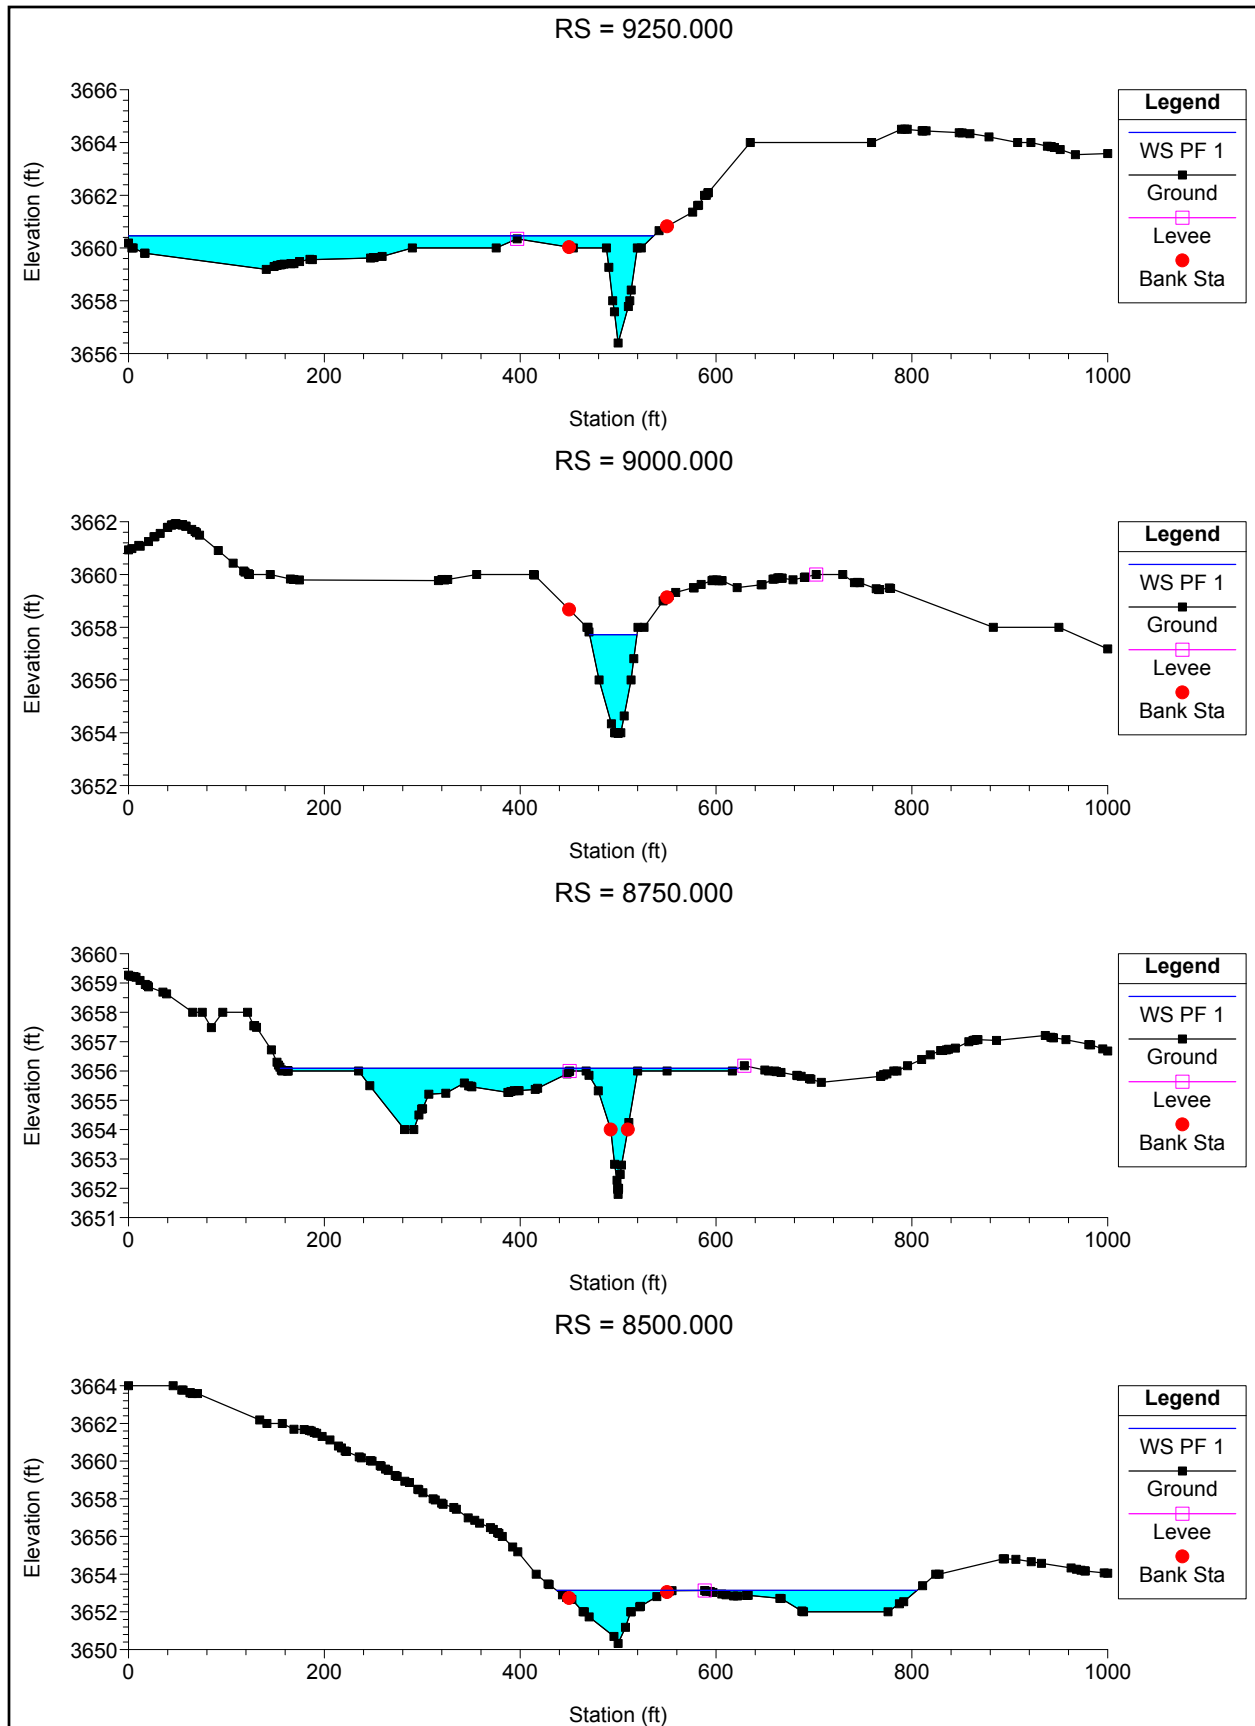 RS = 9250.000
3666
3664
3662
3660
3658
3656
Elevation (ft)
0 200 400 600 800 1000
Station (ft)
Legend
WS PF 1
Ground
Levee
Bank Sta
RS = 9000.000
3662
3660
3658
3656
3654
3652
Elevation (ft)
0 200 400 600 800 1000
Station (ft)
Legend
WS PF 1
Ground
Levee
Bank Sta
RS = 8750.000
3660
3659
3658
3657
3656
3655
3654
3653
3652
3651
Elevation (ft)
0 200 400 600 800 1000
Station (ft)
Legend
WS PF 1
Ground
Levee
Bank Sta
RS = 8500.000
3664
3662
3660
3658
3656
3654
3652
3650
Elevation (ft)
0 200 400 600 800 1000
Station (ft)
Legend
WS PF 1
Ground
Levee
Bank Sta